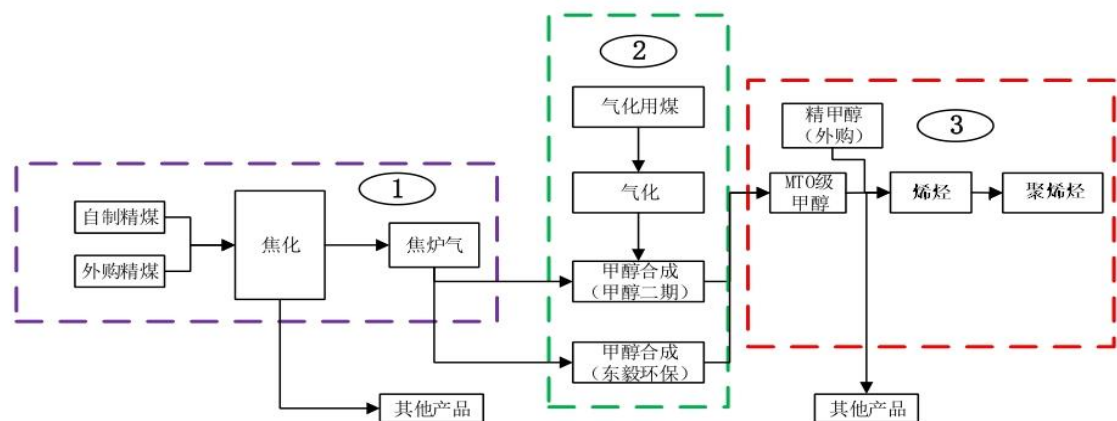 ①
自制精煤
外购精煤
焦化
焦炉气
其他产品
②
气化用煤
气化
甲醇合成
（甲醇二期）
甲醇合成
（东毅环保）
③
精甲醇
（外购）
MTO级
甲醇
烯烃
聚烯烃
其他产品